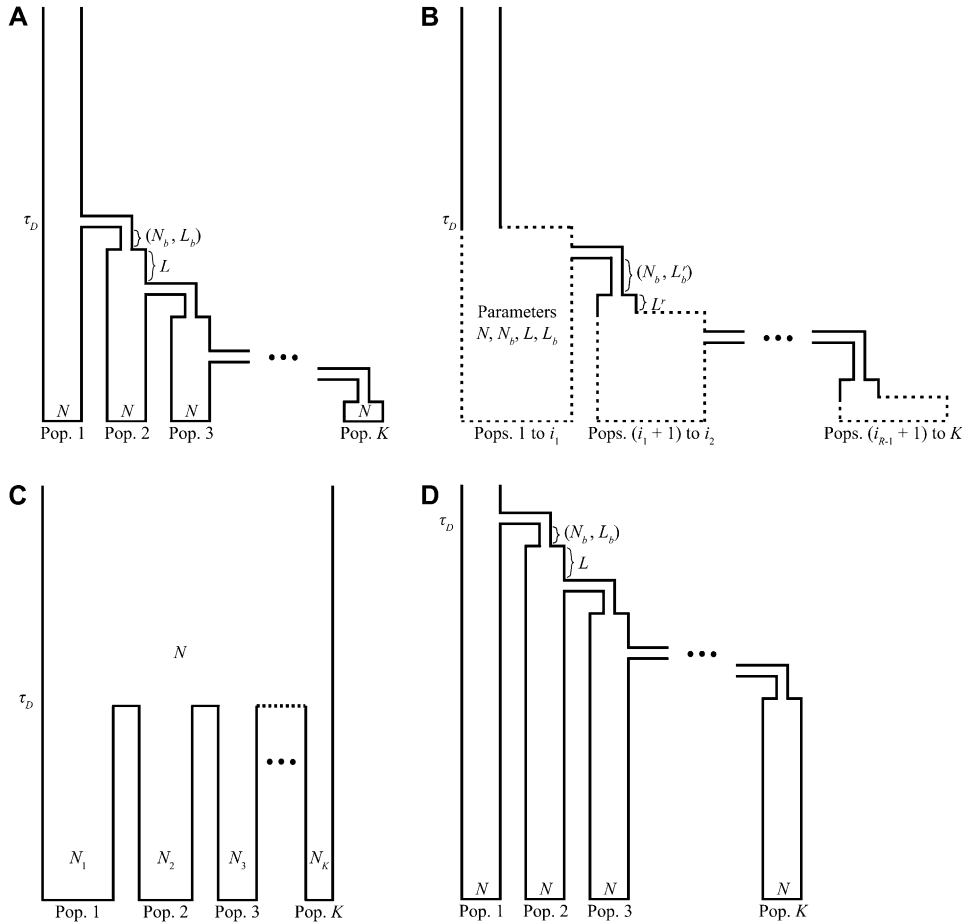 A
τD
(Nb, Lb)
L
N N N N
Pop. 1 Pop. 2 Pop. 3 Pop. K
B
τD
(Nb, Lbʳ)
Lʳ
Parameters
N, Nb, L, Lb
Pops. 1 to i1
Pops. (i1 + 1) to i2
Pops. (iR-1 + 1) to K
C
N
τD
N1 N2 N3 NK
Pop. 1 Pop. 2 Pop. 3 Pop. K
D
τD
(Nb, Lb)
L
N N N N
Pop. 1 Pop. 2 Pop. 3 Pop. K